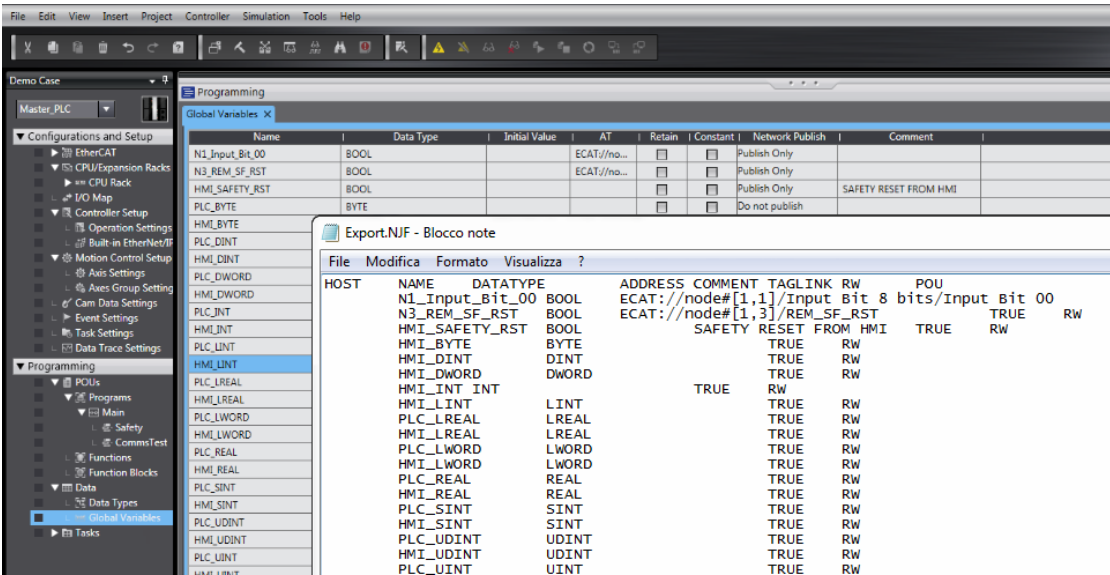 File Edit View Insert Project Controller Simulation Tools Help
Demo Case
Master_PLC
Configurations and Setup
EtherCAT
CPU/Expansion Racks
CPU Rack
I/O Map
Controller Setup
Operation Settings
Built-in EtherNet/IP
Motion Control Setup
Axis Settings
Axes Group Setting
Cam Data Settings
Event Settings
Task Settings
Data Trace Settings
Programming
POUs
Programs
Main
Safety
CommsTest
Functions
Function Blocks
Data
Data Types
Global Variables
Tasks
Programming
Global Variables X
Name Data Type Initial Value AT Retain Constant Network Publish Comment
N1_Input_Bit_00 BOOL ECAT://no... Publish Only
N3_REM_SF_RST BOOL ECAT://no... Publish Only
HMI_SAFETY_RST BOOL Publish Only SAFETY RESET FROM HMI
PLC_BYTE BYTE Do not publish
HMI_BYTE
PLC_DINT
HMI_DINT
PLC_DWORD
HMI_DWORD
PLC_INT
HMI_INT
PLC_LINT
HMI_LINT
PLC_LREAL
HMI_LREAL
PLC_LWORD
HMI_LWORD
PLC_REAL
HMI_REAL
PLC_SINT
HMI_SINT
PLC_UDINT
HMI_UDINT
PLC_UINT
HMI_UINT
Export.NJF - Blocco note
File Modifica Formato Visualizza ?
HOST NAME DATATYPE ADDRESS COMMENT TAGLINK RW POU
N1_Input_Bit_00 BOOL ECAT://node#[1,1]/Input Bit 8 bits/Input Bit 00
N3_REM_SF_RST BOOL ECAT://node#[1,3]/REM_SF_RST TRUE RW
HMI_SAFETY_RST BOOL SAFETY RESET FROM HMI TRUE RW
HMI_BYTE BYTE TRUE RW
HMI_DINT DINT TRUE RW
HMI_DWORD DWORD TRUE RW
HMI_INT INT TRUE RW
HMI_LINT LINT TRUE RW
PLC_LREAL LREAL TRUE RW
HMI_LREAL LREAL TRUE RW
PLC_LWORD LWORD TRUE RW
HMI_LWORD LWORD TRUE RW
PLC_REAL REAL TRUE RW
HMI_REAL REAL TRUE RW
PLC_SINT SINT TRUE RW
HMI_SINT SINT TRUE RW
PLC_UDINT UDINT TRUE RW
HMI_UDINT UDINT TRUE RW
PLC_UINT UINT TRUE RW